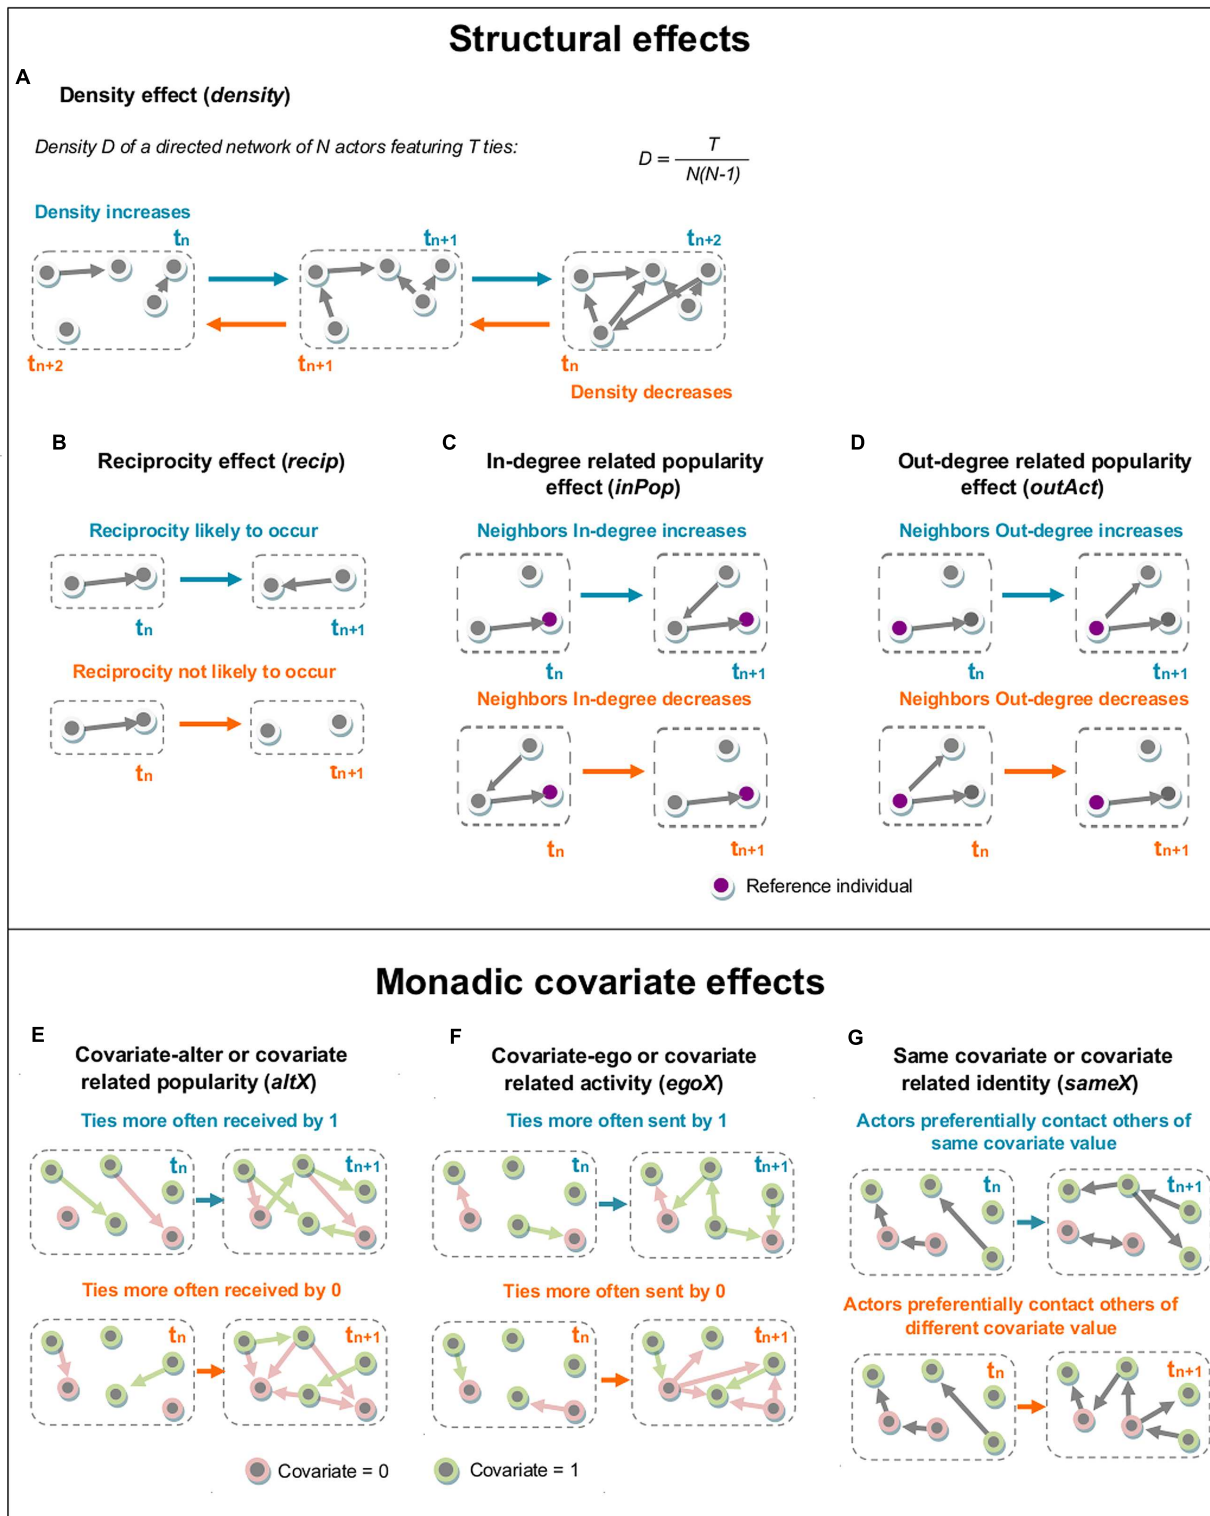 Structural effects
A
Density effect (density)
Density D of a directed network of N actors featuring T ties:
D = T / N(N-1)
Density increases
tn
tn+1
tn+2
tn+2
tn+1
tn
Density decreases
B
Reciprocity effect (recip)
Reciprocity likely to occur
tn
tn+1
Reciprocity not likely to occur
tn
tn+1
C
In-degree related popularity
effect (inPop)
Neighbors In-degree increases
tn
tn+1
Neighbors In-degree decreases
tn
tn+1
D
Out-degree related popularity
effect (outAct)
Neighbors Out-degree increases
tn
tn+1
Neighbors Out-degree decreases
tn
tn+1
Reference individual
Monadic covariate effects
E
Covariate-alter or covariate
related popularity (altX)
Ties more often received by 1
tn
tn+1
Ties more often received by 0
tn
tn+1
F
Covariate-ego or covariate
related activity (egoX)
Ties more often sent by 1
tn
tn+1
Ties more often sent by 0
tn
tn+1
G
Same covariate or covariate
related identity (sameX)
Actors preferentially contact others of
same covariate value
tn
tn+1
Actors preferentially contact others of
different covariate value
tn
tn+1
Covariate = 0
Covariate = 1